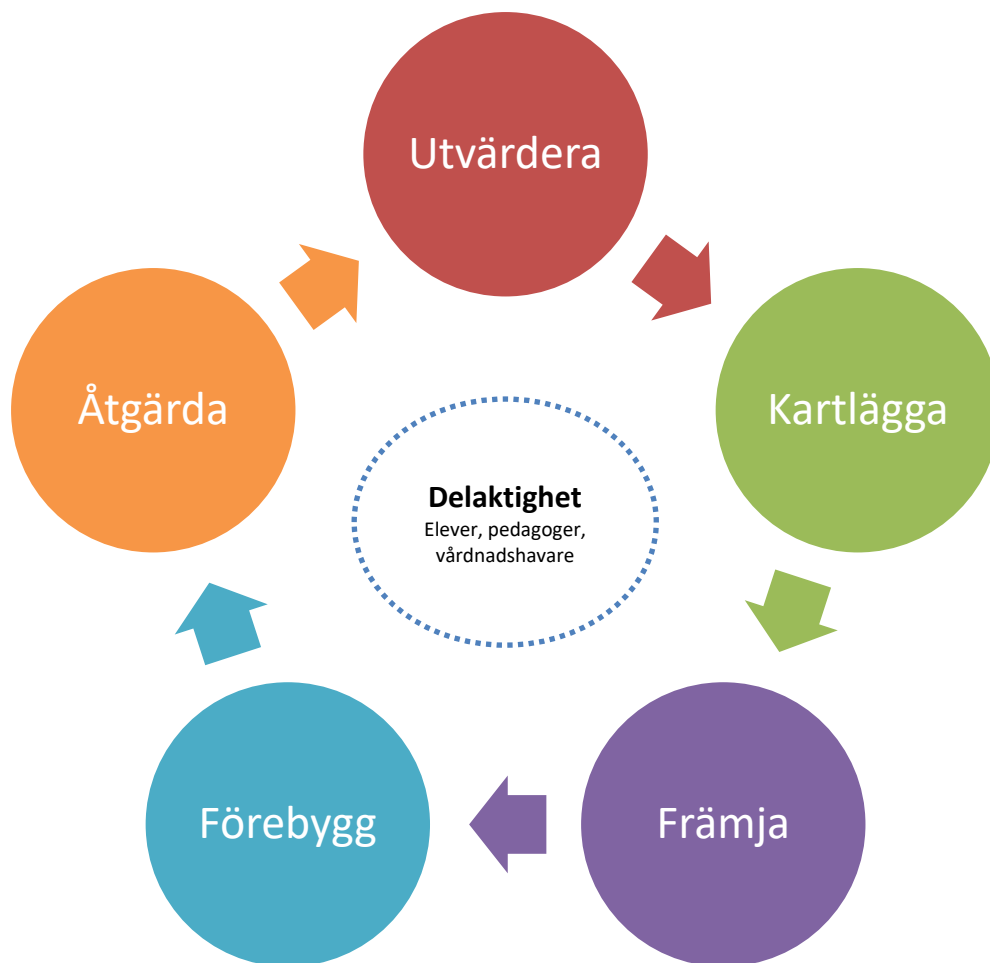 Utvärdera
Kartlägga
Främja
Förebygg
Åtgärda
Delaktighet
Elever, pedagoger,
vårdnadshavare